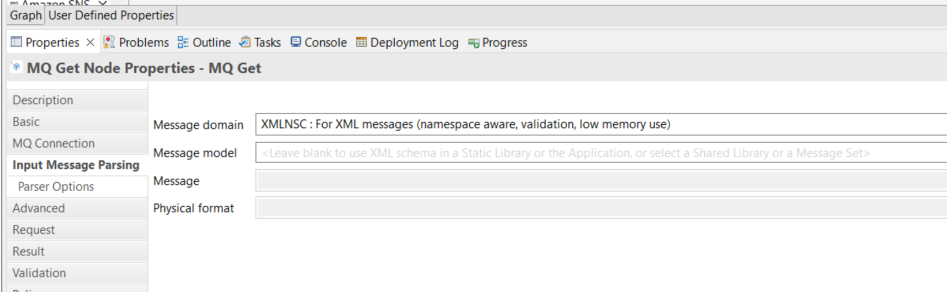 Amazon SNS
Graph User Defined Properties
Properties Problems Outline Tasks Console Deployment Log Progress
MQ Get Node Properties - MQ Get
Description
Basic
Message domain XMLNSC : For XML messages (namespace aware, validation, low memory use)
MQ Connection
Message model <Leave blank to use XML schema in a Static Library or the Application, or select a Shared Library or a Message Set>
Input Message Parsing
Message
Parser Options
Advanced
Physical format
Request
Result
Validation